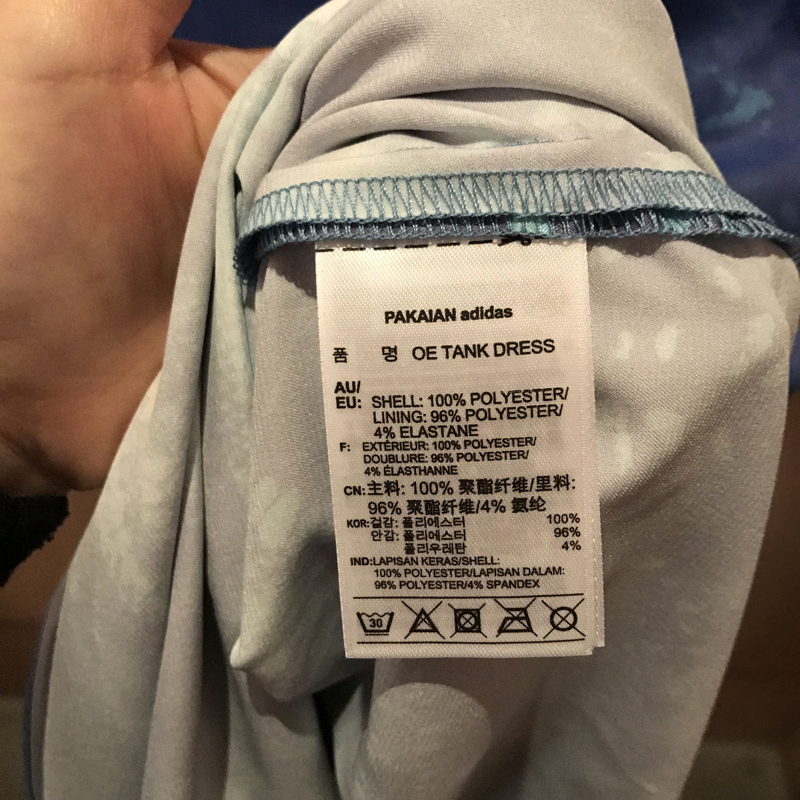 PAKAIAN adidas
품 명 OE TANK DRESS
AU/
EU: SHELL: 100% POLYESTER/
LINING: 96% POLYESTER/
4% ELASTANE
F: EXTÉRIEUR: 100% POLYESTER/
DOUBLURE: 96% POLYESTER/
4% ÉLASTHANNE
CN:主料: 100% 聚酯纤维/里料:
96% 聚酯纤维/4% 氨纶
KOR:겉감: 폴리에스터 100%
안감: 폴리에스터 96%
폴리우레탄 4%
IND:LAPISAN KERAS/SHELL:
100% POLYESTER/LAPISAN DALAM:
96% POLYESTER/4% SPANDEX
30